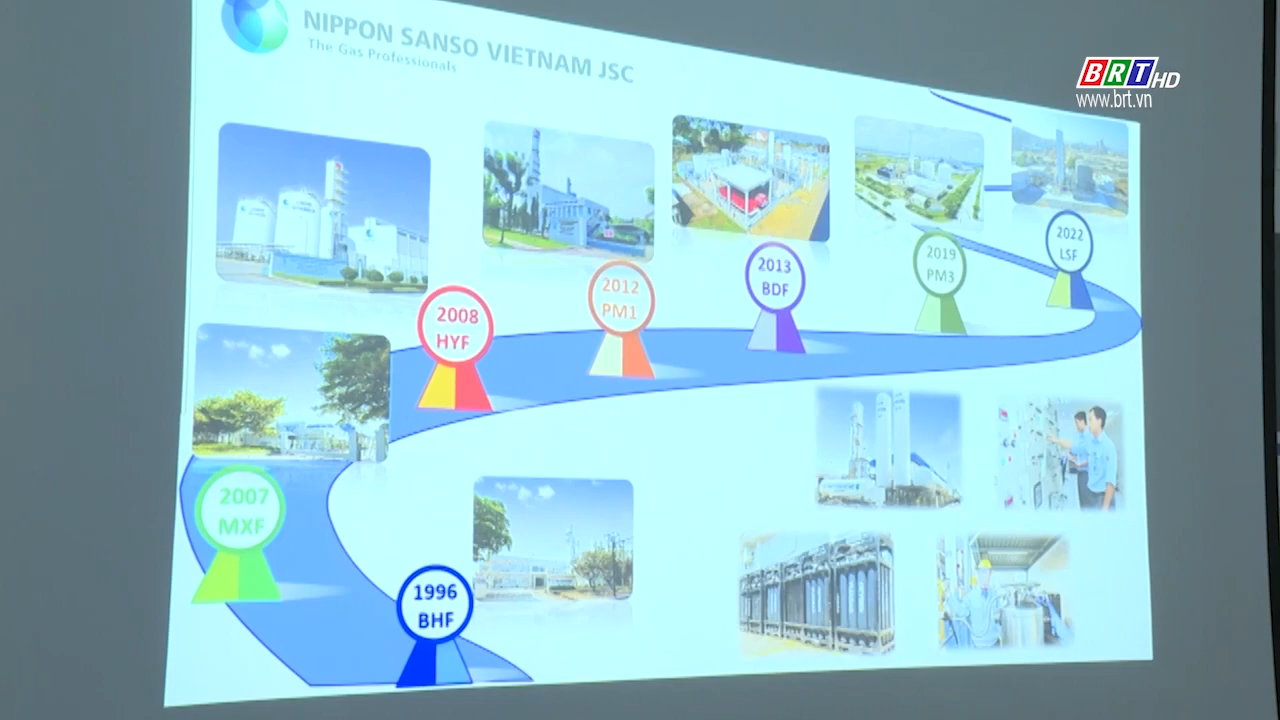 NIPPON SANSO VIETNAM JSC
The Gas Professionals
BRT HD
www.brt.vn
2008
HYF
2012
PM1
2013
BDF
2019
PM3
2022
LSF
2007
MXF
1996
BHF